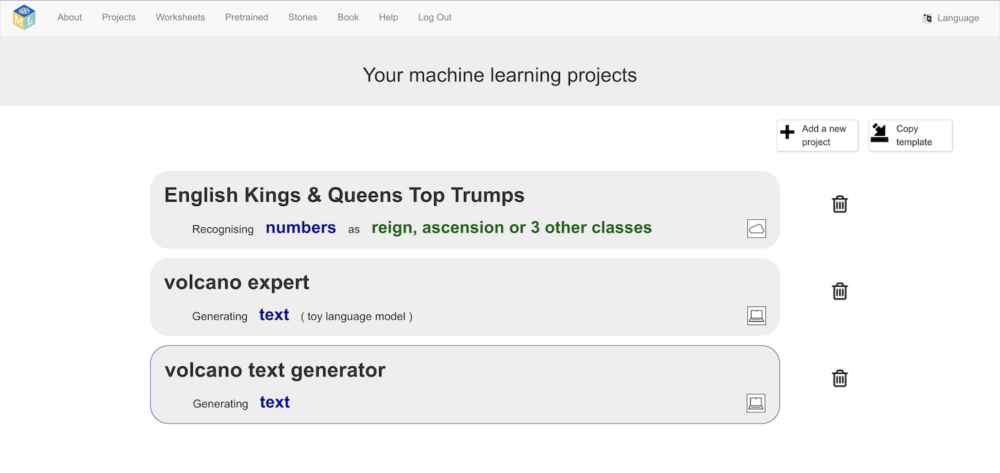 M L
About Projects Worksheets Pretrained Stories Book Help Log Out Language
Your machine learning projects
Add a new
project
Copy
template
English Kings & Queens Top Trumps
Recognising numbers as reign, ascension or 3 other classes
volcano expert
Generating text ( toy language model )
volcano text generator
Generating text